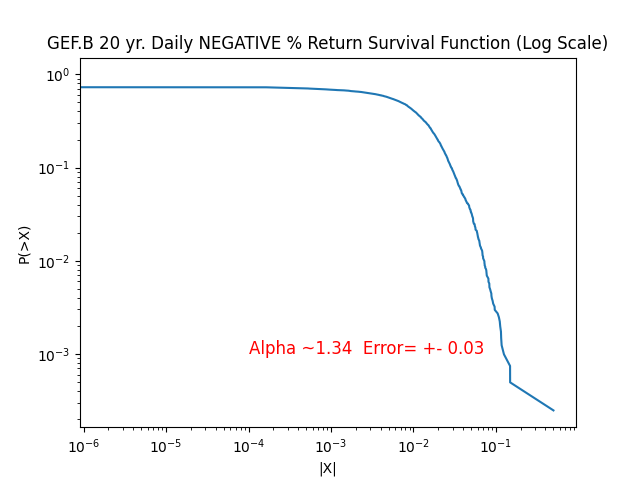 GEF.B 20 yr. Daily NEGATIVE % Return Survival Function (Log Scale)
10⁰
10⁻¹
P(>X)
10⁻²
Alpha ~1.34  Error= +- 0.03
10⁻³
10⁻⁶ 10⁻⁵ 10⁻⁴ 10⁻³ 10⁻² 10⁻¹
|X|